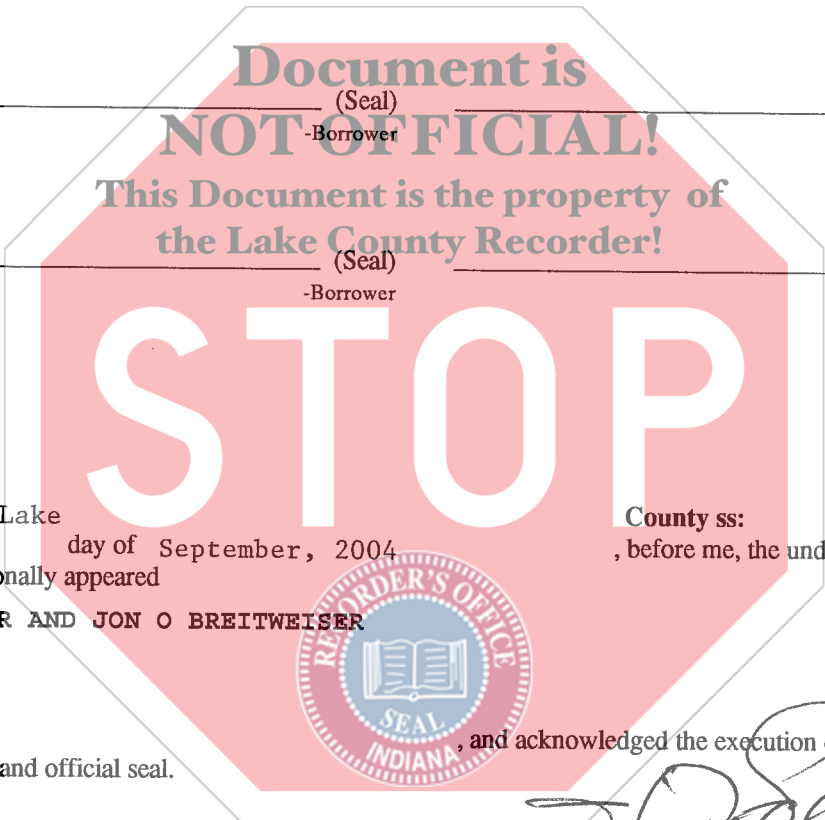 Document is
(Seal)
NOT OFFICIAL!
-Borrower
This Document is the property of
the Lake County Recorder!
(Seal)
-Borrower
STOP
Lake County ss:
day of September, 2004 , before me, the und
onally appeared
R AND JON O BREITWEISER
RECORDER'S OFFICE
SEAL
INDIANA
, and acknowledged the execution
and official seal.